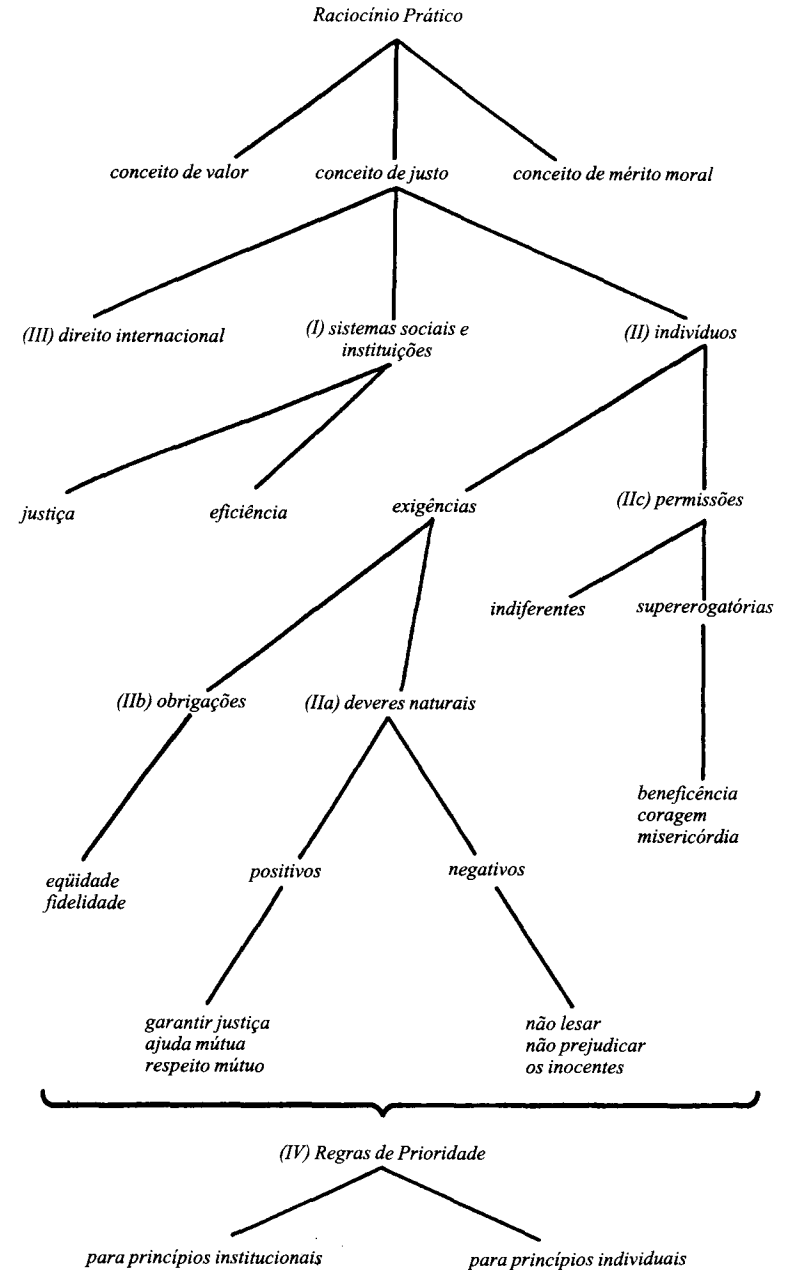 Raciocínio Prático
conceito de valor
conceito de justo
conceito de mérito moral
(III) direito internacional
(I) sistemas sociais e
instituições
(II) indivíduos
justiça
eficiência
exigências
(IIc) permissões
indiferentes
supererogatórias
(IIb) obrigações
(IIa) deveres naturais
beneficência
coragem
misericórdia
eqüidade
fidelidade
positivos
negativos
garantir justiça
ajuda mútua
respeito mútuo
não lesar
não prejudicar
os inocentes
(IV) Regras de Prioridade
para princípios institucionais
para princípios individuais